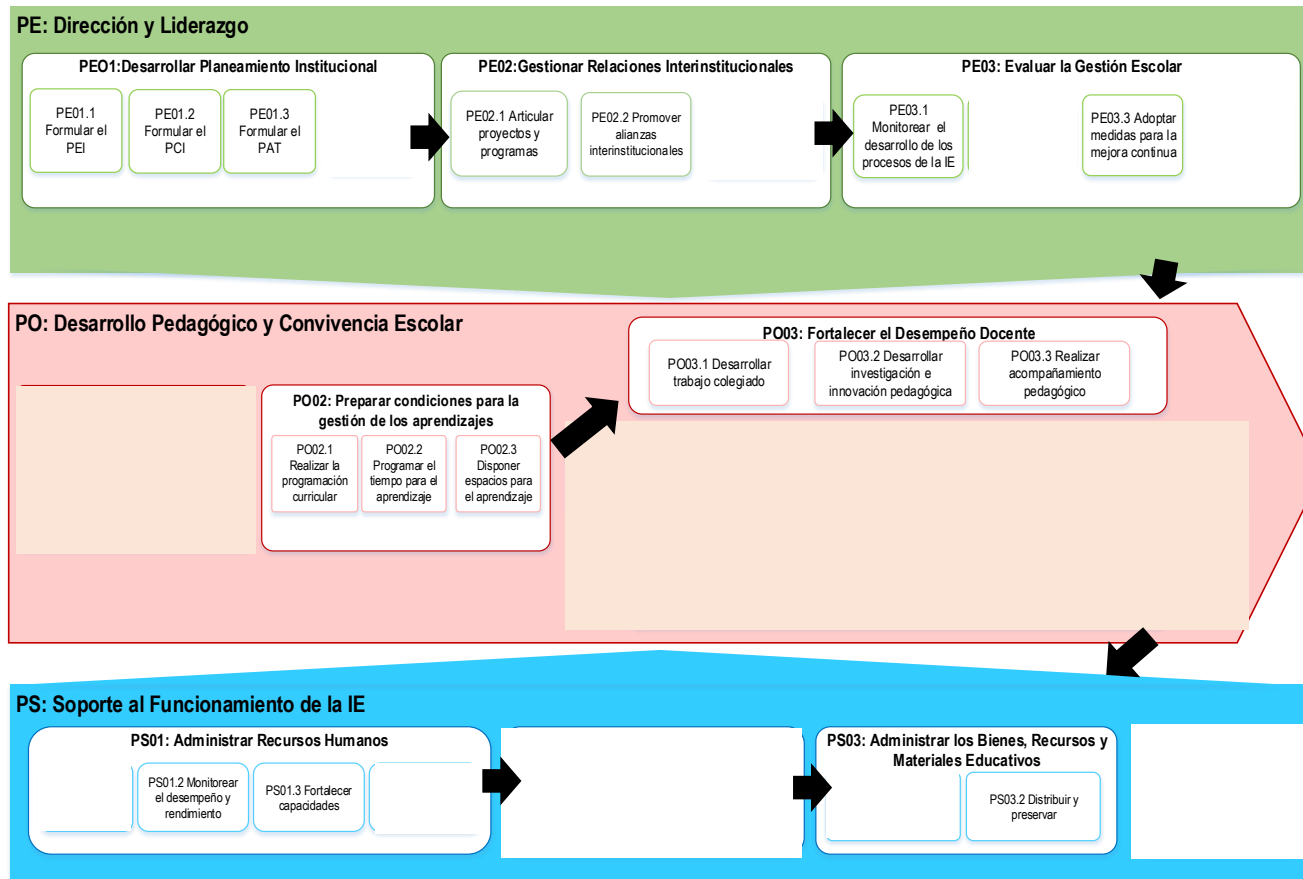 PE: Dirección y Liderazgo
PEO1:Desarrollar Planeamiento Institucional
PE01.1
Formular el
PEI
PE01.2
Formular el
PCI
PE01.3
Formular el
PAT
PE02:Gestionar Relaciones Interinstitucionales
PE02.1 Articular
proyectos y
programas
PE02.2 Promover
alianzas
interinstitucionales
PE03: Evaluar la Gestión Escolar
PE03.1
Monitorear el
desarrollo de los
procesos de la IE
PE03.3 Adoptar
medidas para la
mejora continua
PO: Desarrollo Pedagógico y Convivencia Escolar
PO02: Preparar condiciones para la
gestión de los aprendizajes
PO02.1
Realizar la
programación
curricular
PO02.2
Programar el
tiempo para el
aprendizaje
PO02.3
Disponer
espacios para
el aprendizaje
PO03: Fortalecer el Desempeño Docente
PO03.1 Desarrollar
trabajo colegiado
PO03.2 Desarrollar
investigación e
innovación pedagógica
PO03.3 Realizar
acompañamiento
pedagógico
PS: Soporte al Funcionamiento de la IE
PS01: Administrar Recursos Humanos
PS01.2 Monitorear
el desempeño y
rendimiento
PS01.3 Fortalecer
capacidades
PS03: Administrar los Bienes, Recursos y
Materiales Educativos
PS03.2 Distribuir y
preservar